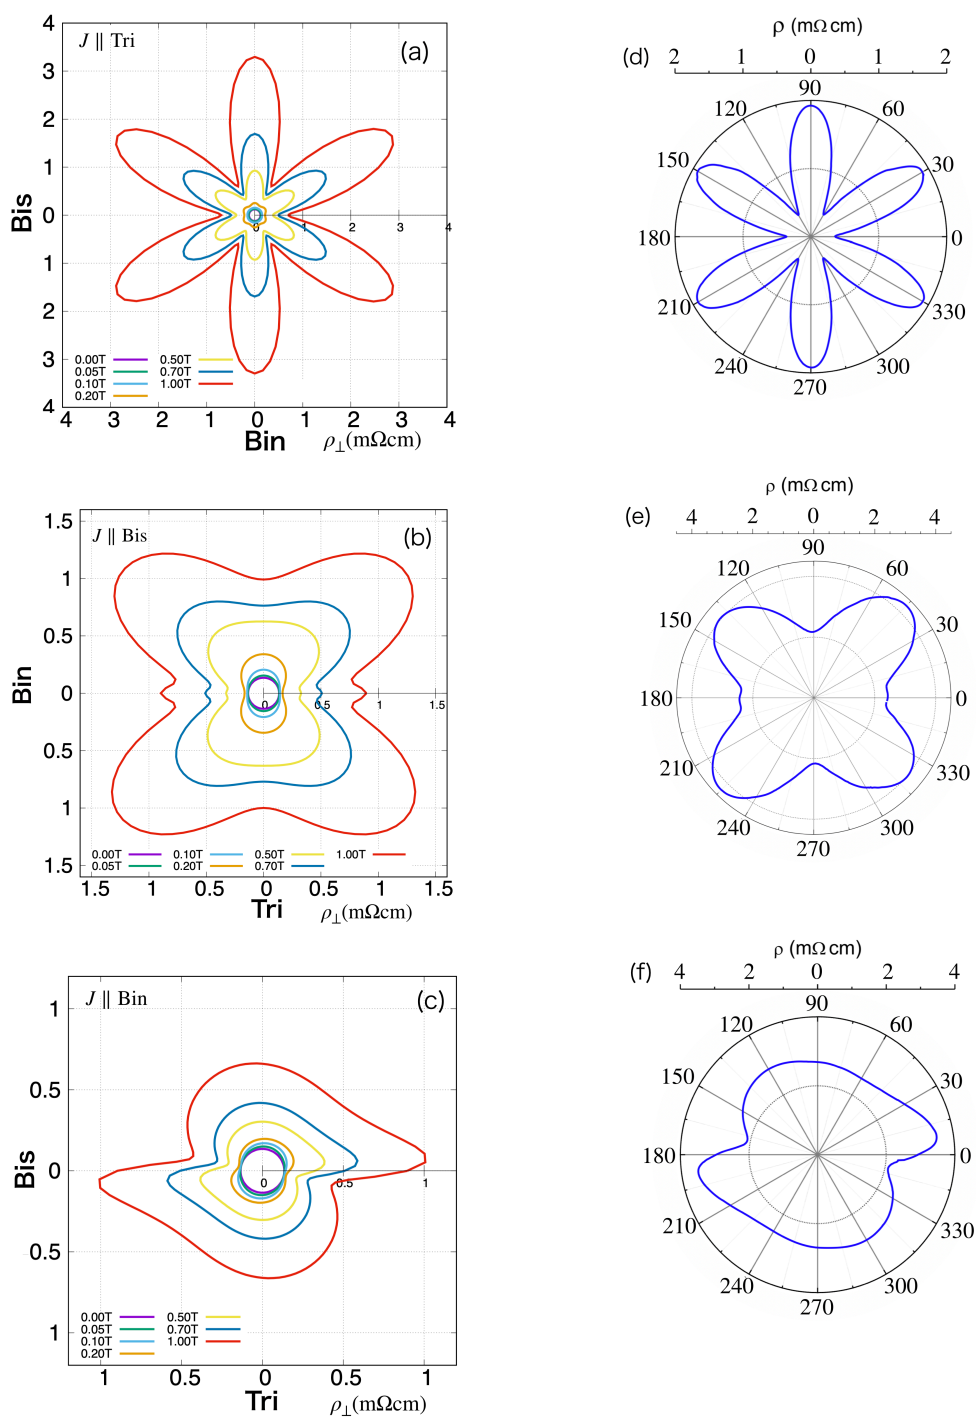 4
3
2
1
0
1
2
3
4
J ∥ Tri
(a)
Bis
0 1 2 3 4
0.00T 0.50T
0.05T 0.70T
0.10T 1.00T
0.20T
4 3 2 1 0 1 2 3 4
Bin
ρ⊥(mΩcm)
ρ (mΩ cm)
(d)
2 1 0 1 2
90
120 60
150 30
180 0
210 330
240 300
270
1.5
1
0.5
0
0.5
1
1.5
J ∥ Bis
(b)
Bin
0 0.5 1 1.5
0.00T 0.10T 0.50T 1.00T
0.05T 0.20T 0.70T
1.5 1 0.5 0 0.5 1 1.5
Tri
ρ⊥(mΩcm)
ρ (mΩ cm)
(e)
4 2 0 2 4
90
120 60
150 30
180 0
210 330
240 300
270
1
0.5
0
0.5
1
J ∥ Bin
(c)
Bis
0 0.5 1
0.00T 0.50T
0.05T 0.70T
0.10T 1.00T
0.20T
1 0.5 0 0.5 1
Tri
ρ⊥(mΩcm)
ρ (mΩ cm)
(f)
4 2 0 2 4
90
120 60
150 30
180 0
210 330
240 300
270